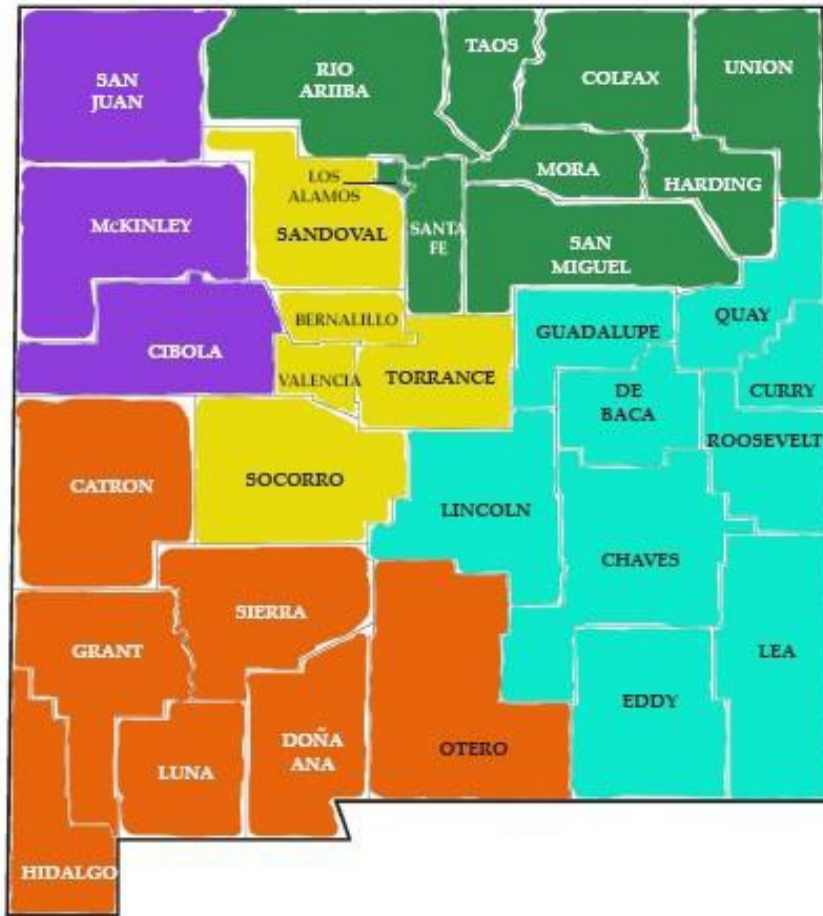 TAOS
SAN
JUAN
RIO
ARIIBA
COLFAX
UNION
LOS
ALAMOS
MORA
HARDING
McKINLEY
SANDOVAL
SANTA
FE
SAN
MIGUEL
BERNALILLO
GUADALUPE
QUAY
CIBOLA
VALENCIA
TORRANCE
DE
BACA
CURRY
ROOSEVELT
CATRON
SOCORRO
LINCOLN
CHAVES
SIERRA
GRANT
LEA
EDDY
DOÑA
ANA
OTERO
LUNA
HIDALGO